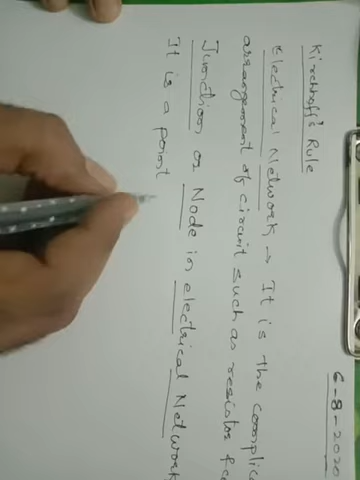 6-8-2020
Kirchhoff's Rule
Electrical Network → It is the complic
arrangement of circuit such as resistor &c
Junction or Node in electrical Network
It is a point